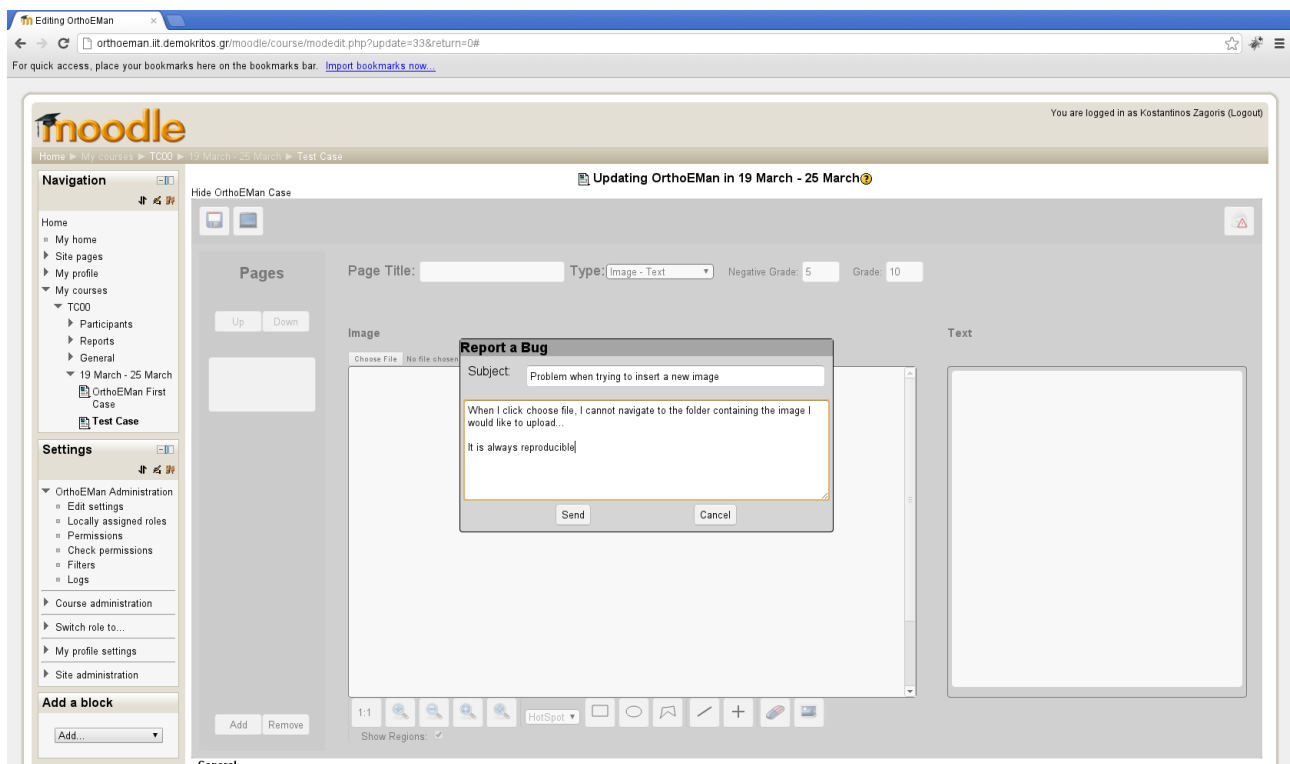 Editing OrthoEMan
orthoeman.iit.demokritos.gr/moodle/course/modedit.php?update=33&return=0#
For quick access, place your bookmarks here on the bookmarks bar. Import bookmarks now...
moodle
You are logged in as Kostantinos Zagoris (Logout)
Home ► My courses ► TC00 ► 19 March - 25 March ► Test Case
Navigation
Home
My home
Site pages
My profile
My courses
TC00
Participants
Reports
General
19 March - 25 March
OrthoEMan First
Case
Test Case
Settings
OrthoEMan Administration
Edit settings
Locally assigned roles
Permissions
Check permissions
Filters
Logs
Course administration
Switch role to...
My profile settings
Site administration
Add a block
Add...
Updating OrthoEMan in 19 March - 25 March
Hide OrthoEMan Case
Pages
Up Down
Add Remove
Page Title: Type: Image - Text Negative Grade: 5 Grade: 10
Image
Choose File No file chosen
Text
Report a Bug
Subject: Problem when trying to insert a new image
When I click choose file, I cannot navigate to the folder containing the image I
would like to upload...
It is always reproducible
Send Cancel
1:1 HotSpot
Show Regions:
General